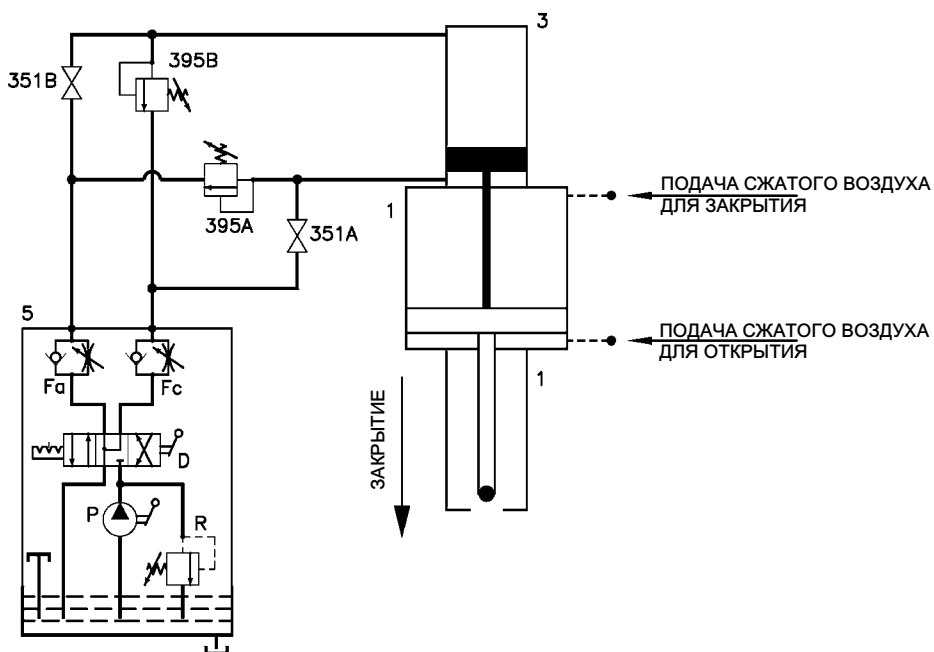 3
395B
351B
ПОДАЧА СЖАТОГО ВОЗДУХА
ДЛЯ ЗАКРЫТИЯ
1
395A
351A
5
ПОДАЧА СЖАТОГО ВОЗДУХА
ДЛЯ ОТКРЫТИЯ
Fa
Fc
1
ЗАКРЫТИЕ
D
P
R